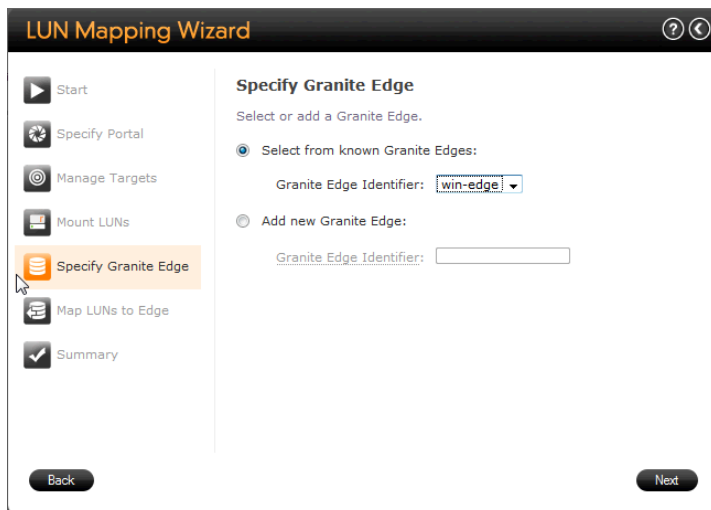 LUN Mapping Wizard
?
Start
Specify Portal
Manage Targets
Mount LUNs
Specify Granite Edge
Map LUNs to Edge
Summary
Specify Granite Edge
Select or add a Granite Edge.
Select from known Granite Edges:
Granite Edge Identifier: win-edge
Add new Granite Edge:
Granite Edge Identifier:
Back
Next